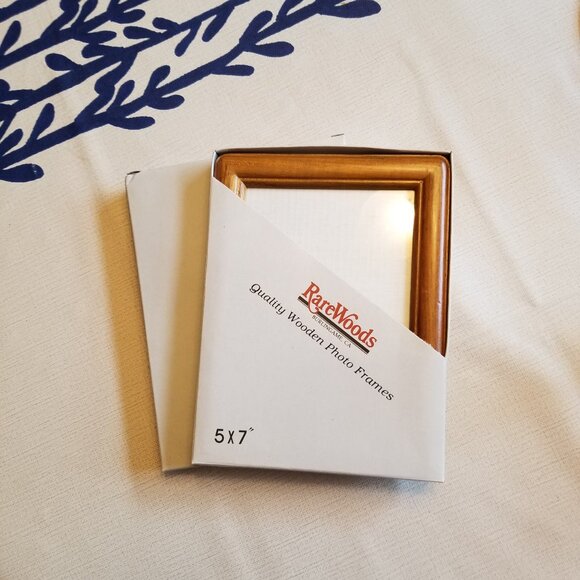 RareWoods
BURLINGAME, CA
Quality Wooden Photo Frames
5 X 7"